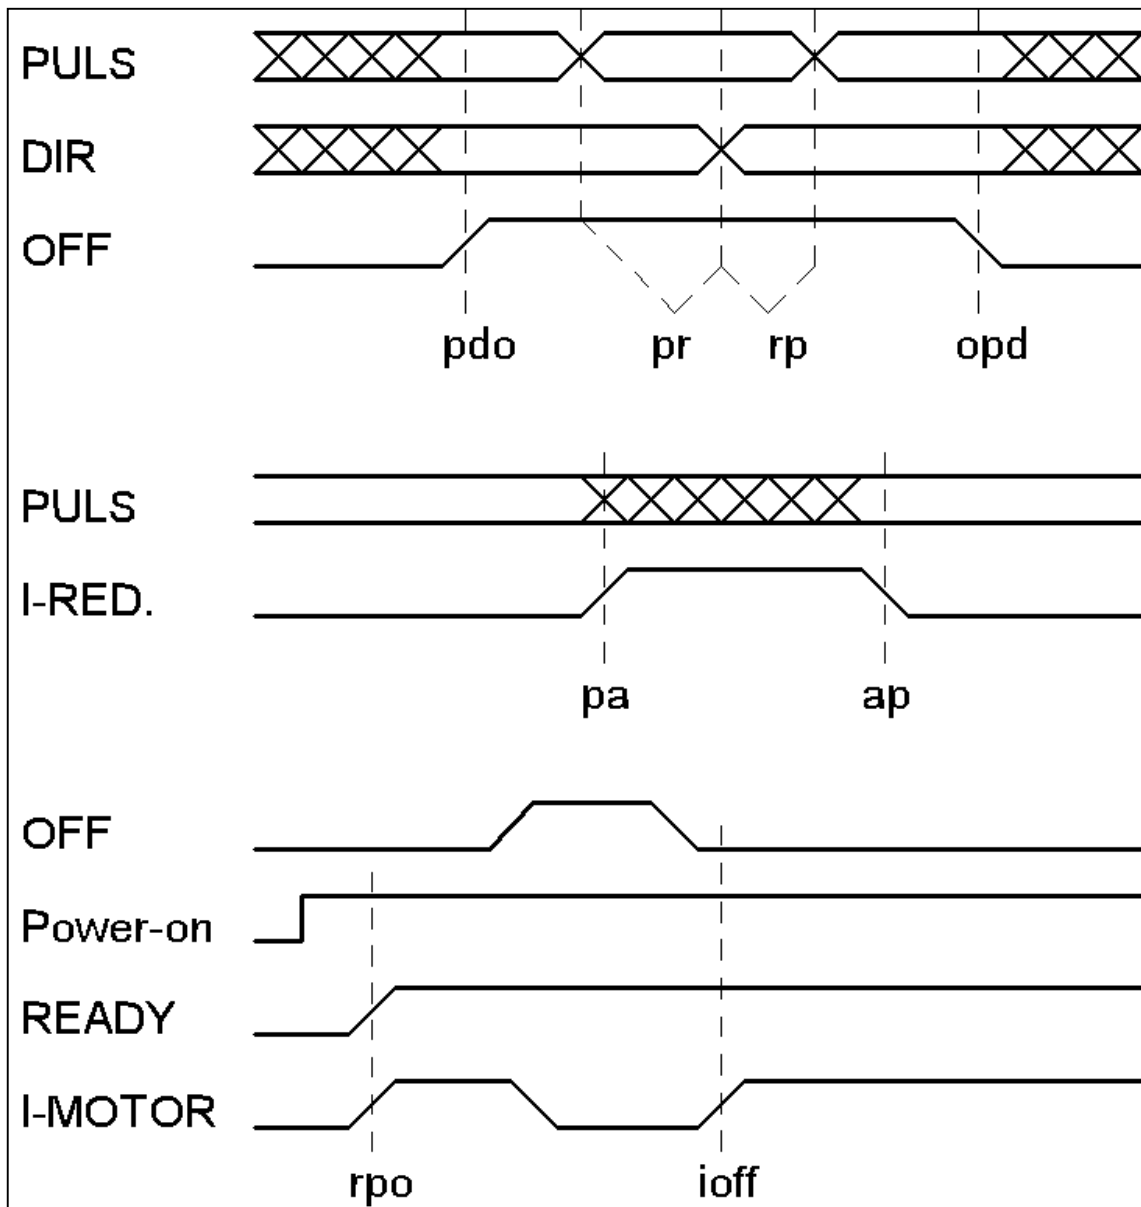 PULS
DIR
OFF
pdo pr rp opd
PULS
I-RED.
pa ap
OFF
Power-on
READY
I-MOTOR
rpo ioff